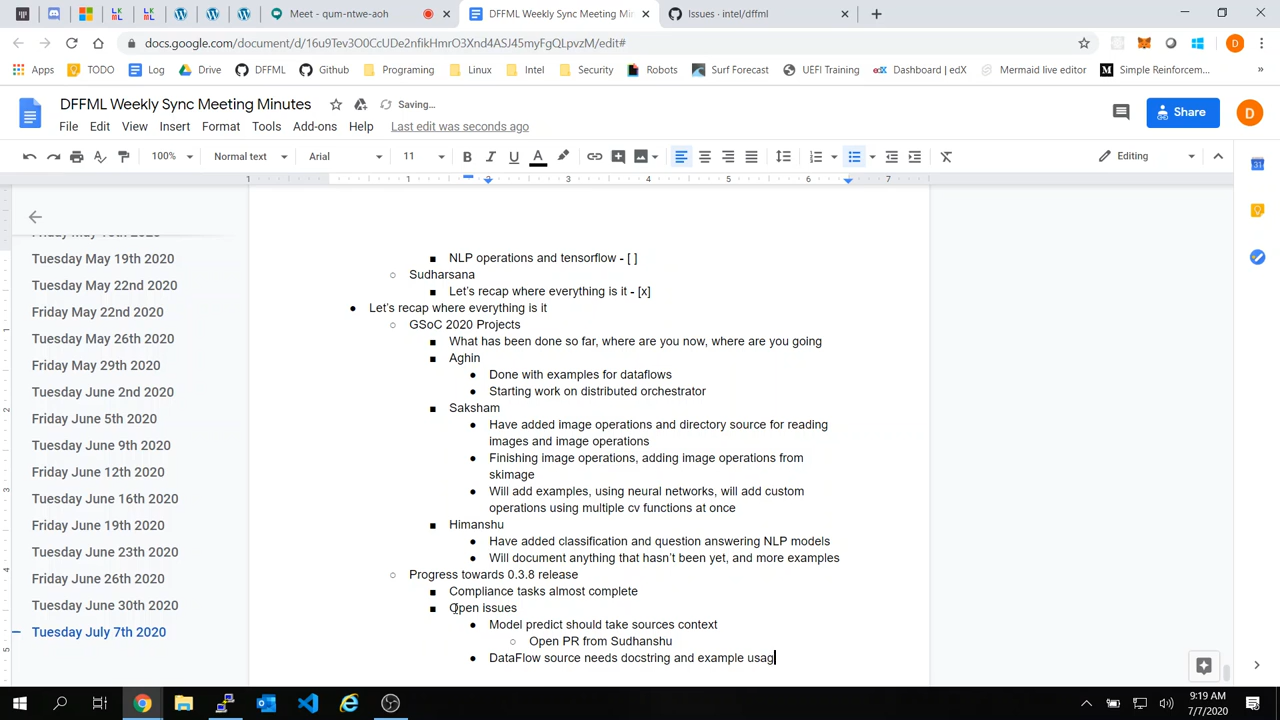 Meet - qum-ntwe-aoh
DFFML Weekly Sync Meeting Min
Issues · intel/dffml
docs.google.com/document/d/16u9Tev3O0CcUDe2nfikHmrO3Xnd4ASJ45myFgQLpvzM/edit#
Apps TODO Log Drive DFFML Github Programing Linux Intel Security Robots Surf Forecast UEFI Training Dashboard | edX Mermaid live editor Simple Reinforcem...
DFFML Weekly Sync Meeting Minutes
Saving...
File Edit View Insert Format Tools Add-ons Help Last edit was seconds ago
Share
D
100% Normal text Arial 11 B I U A Editing
1 1 2 3 4 5 6 7
Tuesday May 19th 2020
Tuesday May 22nd 2020
Friday May 22nd 2020
Tuesday May 26th 2020
Friday May 29th 2020
Tuesday June 2nd 2020
Friday June 5th 2020
Tuesday June 9th 2020
Friday June 12th 2020
Tuesday June 16th 2020
Friday June 19th 2020
Tuesday June 23th 2020
Friday June 26th 2020
Tuesday June 30th 2020
Tuesday July 7th 2020
■ NLP operations and tensorflow - [ ]
○ Sudharsana
■ Let's recap where everything is it - [x]
● Let's recap where everything is it
○ GSoC 2020 Projects
■ What has been done so far, where are you now, where are you going
■ Aghin
● Done with examples for dataflows
● Starting work on distributed orchestrator
■ Saksham
● Have added image operations and directory source for reading
images and image operations
● Finishing image operations, adding image operations from
skimage
● Will add examples, using neural networks, will add custom
operations using multiple cv functions at once
■ Himanshu
● Have added classification and question answering NLP models
● Will document anything that hasn't been yet, and more examples
○ Progress towards 0.3.8 release
■ Compliance tasks almost complete
■ Open issues
● Model predict should take sources context
○ Open PR from Sudhanshu
● DataFlow source needs docstring and example usag
9:19 AM
7/7/2020